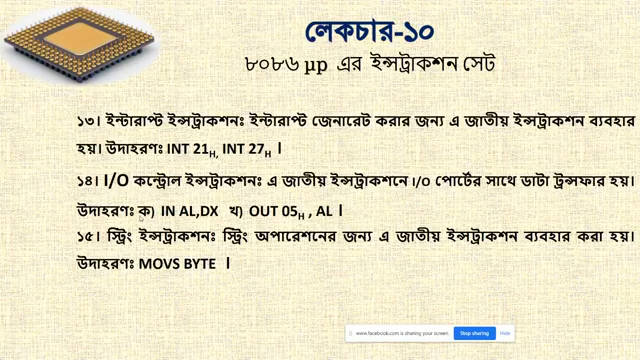 লেকচার-১০
৮০৮৬ µp এর ইন্সট্রাকশন সেট
১৩। ইন্টারাপ্ট ইন্সট্রাকশনঃ ইন্টারাপ্ট জেনারেট করার জন্য এ জাতীয় ইন্সট্রাকশন ব্যবহার
হয়। উদাহরণঃ INT 21H, INT 27H ।
১৪। I/O কন্ট্রোল ইন্সট্রাকশনঃ এ জাতীয় ইন্সট্রাকশনে I/O পোর্টের সাথে ডাটা ট্রন্সফার হয়।
উদাহরণঃ ক) IN AL,DX খ) OUT 05H , AL ।
১৫। স্ট্রিং ইন্সট্রাকশনঃ স্ট্রিং অপারেশনের জন্য এ জাতীয় ইন্সট্রাকশন ব্যবহার করা হয়।
উদাহরণঃ MOVS BYTE ।
www.facebook.com is sharing your screen. Stop sharing Hide